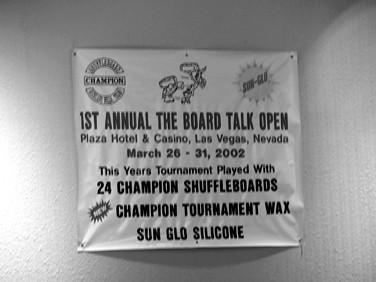 SHUFFLEBOARD
CHAMPION
SUN-GLO
1ST ANNUAL THE BOARD TALK OPEN
Plaza Hotel & Casino, Las Vegas, Nevada
March 26 - 31, 2002
This Years Tournament Played With
24 CHAMPION SHUFFLEBOARDS
CHAMPION TOURNAMENT WAX
SUN GLO SILICONE